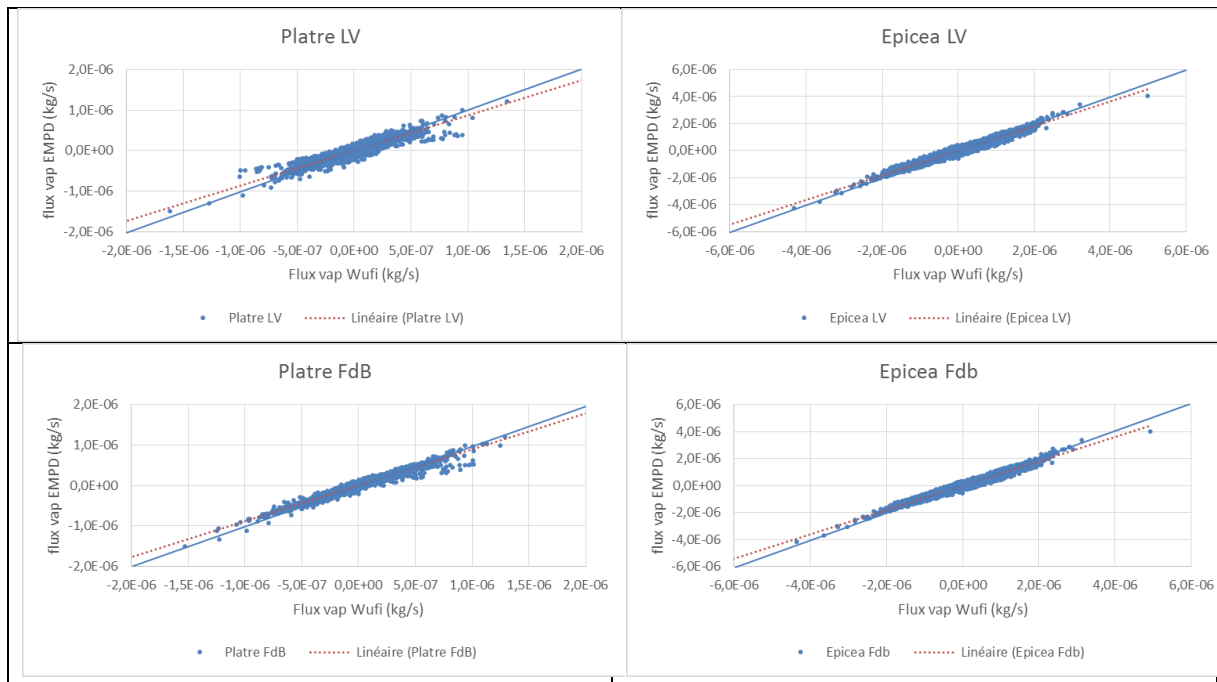 Platre LV
flux vap EMPD (kg/s)
2,0E-06
1,0E-06
0,0E+00
-1,0E-06
-2,0E-06
-2,0E-06 -1,5E-06 -1,0E-06 -5,0E-07 0,0E+00 5,0E-07 1,0E-06 1,5E-06 2,0E-06
Flux vap Wufi (kg/s)
Platre LV Linéaire (Platre LV)
Epicea LV
flux vap EMPD (kg/s)
6,0E-06
4,0E-06
2,0E-06
0,0E+00
-2,0E-06
-4,0E-06
-6,0E-06
-6,0E-06 -4,0E-06 -2,0E-06 0,0E+00 2,0E-06 4,0E-06 6,0E-06
Flux vap Wufi (kg/s)
Epicea LV Linéaire (Epicea LV)
Platre FdB
flux vap EMPD (kg/s)
2,0E-06
1,0E-06
0,0E+00
-1,0E-06
-2,0E-06
-2,0E-06 -1,5E-06 -1,0E-06 -5,0E-07 0,0E+00 5,0E-07 1,0E-06 1,5E-06 2,0E-06
Flux vap Wufi (kg/s)
Platre FdB Linéaire (Platre FdB)
Epicea Fdb
flux vap EMPD (kg/s)
6,0E-06
4,0E-06
2,0E-06
0,0E+00
-2,0E-06
-4,0E-06
-6,0E-06
-6,0E-06 -4,0E-06 -2,0E-06 0,0E+00 2,0E-06 4,0E-06 6,0E-06
Flux vap Wufi (kg/s)
Epicea Fdb Linéaire (Epicea Fdb)